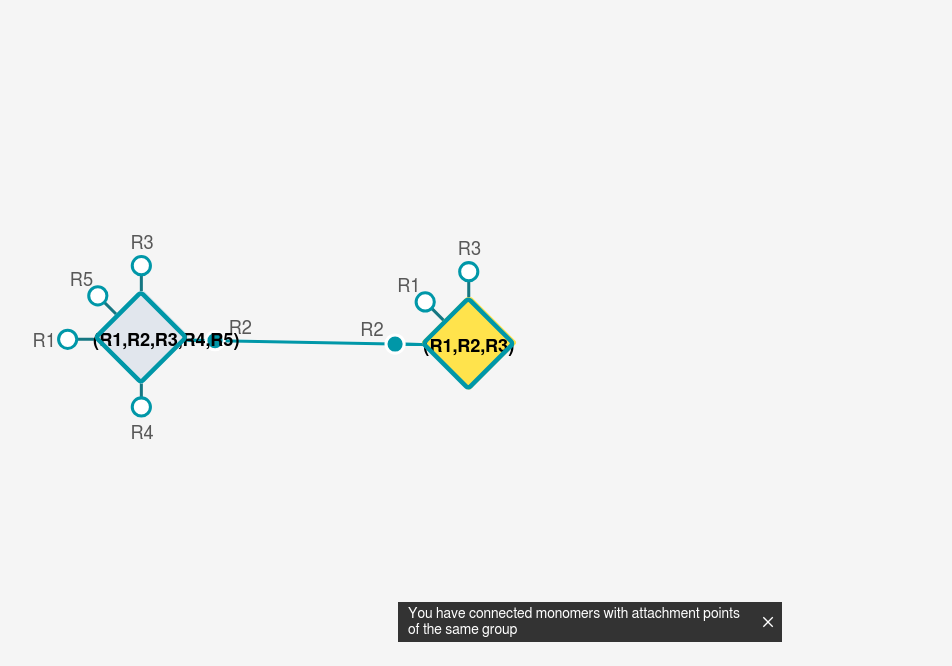 R3
R5
R1
(R1,R2,R3,R4,R5)
R2
R4
R3
R1
R2
(R1,R2,R3)
You have connected monomers with attachment points
of the same group